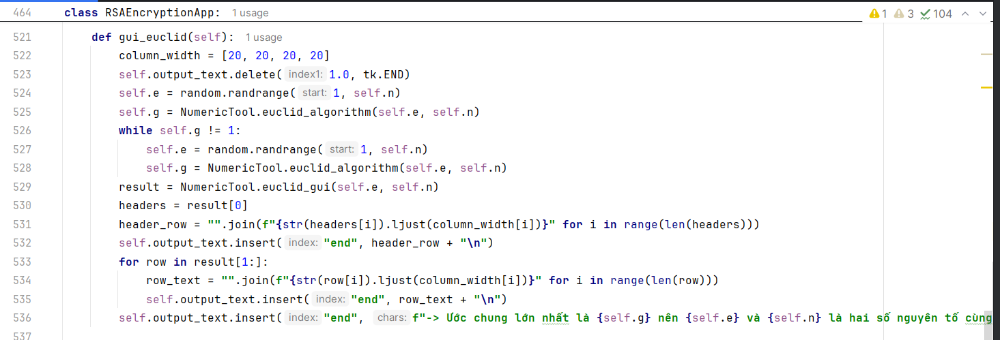 464 class RSAEncryptionApp: 1 usage 1 3 104
521 def gui_euclid(self): 1 usage
522 column_width = [20, 20, 20, 20]
523 self.output_text.delete( index1: 1.0, tk.END)
524 self.e = random.randrange( start: 1, self.n)
525 self.g = NumericTool.euclid_algorithm(self.e, self.n)
526 while self.g != 1:
527 self.e = random.randrange( start: 1, self.n)
528 self.g = NumericTool.euclid_algorithm(self.e, self.n)
529 result = NumericTool.euclid_gui(self.e, self.n)
530 headers = result[0]
531 header_row = "".join(f"{str(headers[i]).ljust(column_width[i])}" for i in range(len(headers)))
532 self.output_text.insert( index: "end", header_row + "\n")
533 for row in result[1:]:
534 row_text = "".join(f"{str(row[i]).ljust(column_width[i])}" for i in range(len(row)))
535 self.output_text.insert( index: "end", row_text + "\n")
536 self.output_text.insert( index: "end", chars: f"-> Ước chung lớn nhất là {self.g} nên {self.e} và {self.n} là hai số nguyên tố cùng
537